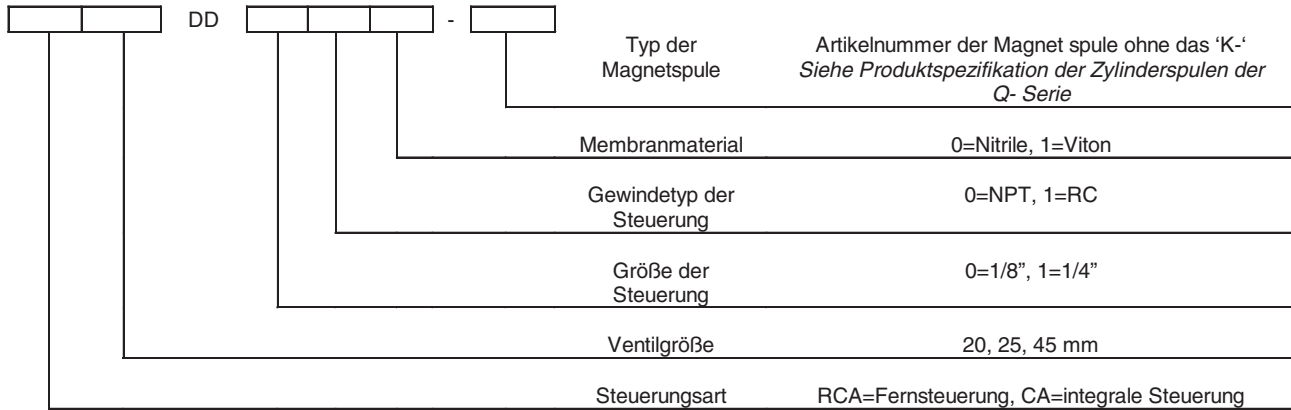 DD -
Typ der
Magnetspule
Artikelnummer der Magnet spule ohne das ‘K-‘
Siehe Produktspezifikation der Zylinderspulen der
Q- Serie
Membranmaterial 0=Nitrile, 1=Viton
Gewindetyp der
Steuerung
0=NPT, 1=RC
Größe der
Steuerung
0=1/8”, 1=1/4”
Ventilgröße 20, 25, 45 mm
Steuerungsart RCA=Fernsteuerung, CA=integrale Steuerung